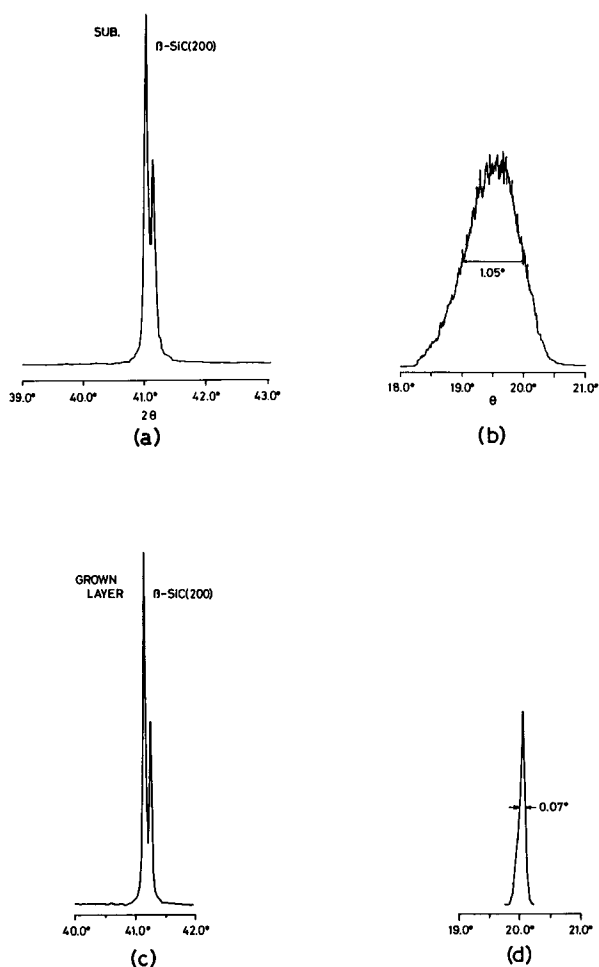 SUB.
β-SiC(200)
1.05°
39.0° 40.0° 41.0° 42.0° 43.0°
2θ
(a)
18.0° 19.0° 20.0° 21.0°
θ
(b)
GROWN
LAYER
β-SiC(200)
0.07°
40.0° 41.0° 42.0°
(c)
19.0° 20.0° 21.0°
(d)